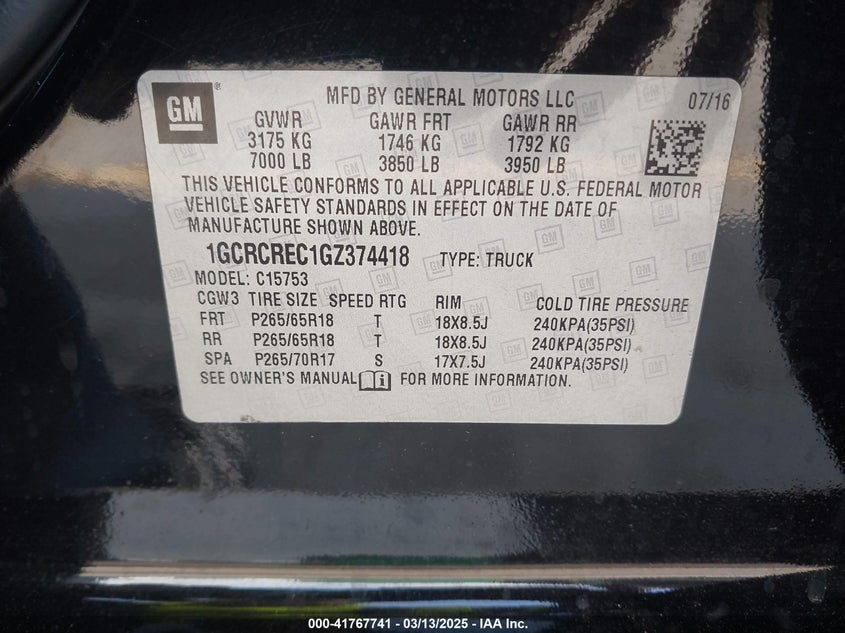 GM
MFD BY GENERAL MOTORS LLC 07/16
GVWR GAWR FRT GAWR RR
3175 KG 1746 KG 1792 KG
7000 LB 3850 LB 3950 LB
THIS VEHICLE CONFORMS TO ALL APPLICABLE U.S. FEDERAL MOTOR
VEHICLE SAFETY STANDARDS IN EFFECT ON THE DATE OF
MANUFACTURE SHOWN ABOVE.
1GCRCREC1GZ374418 TYPE: TRUCK
MODEL: C15753
CGW3 TIRE SIZE SPEED RTG RIM COLD TIRE PRESSURE
FRT P265/65R18 T 18X8.5J 240KPA(35PSI)
RR P265/65R18 T 18X8.5J 240KPA(35PSI)
SPA P265/70R17 S 17X7.5J 240KPA(35PSI)
SEE OWNER'S MANUAL i FOR MORE INFORMATION.
000-41767741 - 03/13/2025 - IAA Inc.